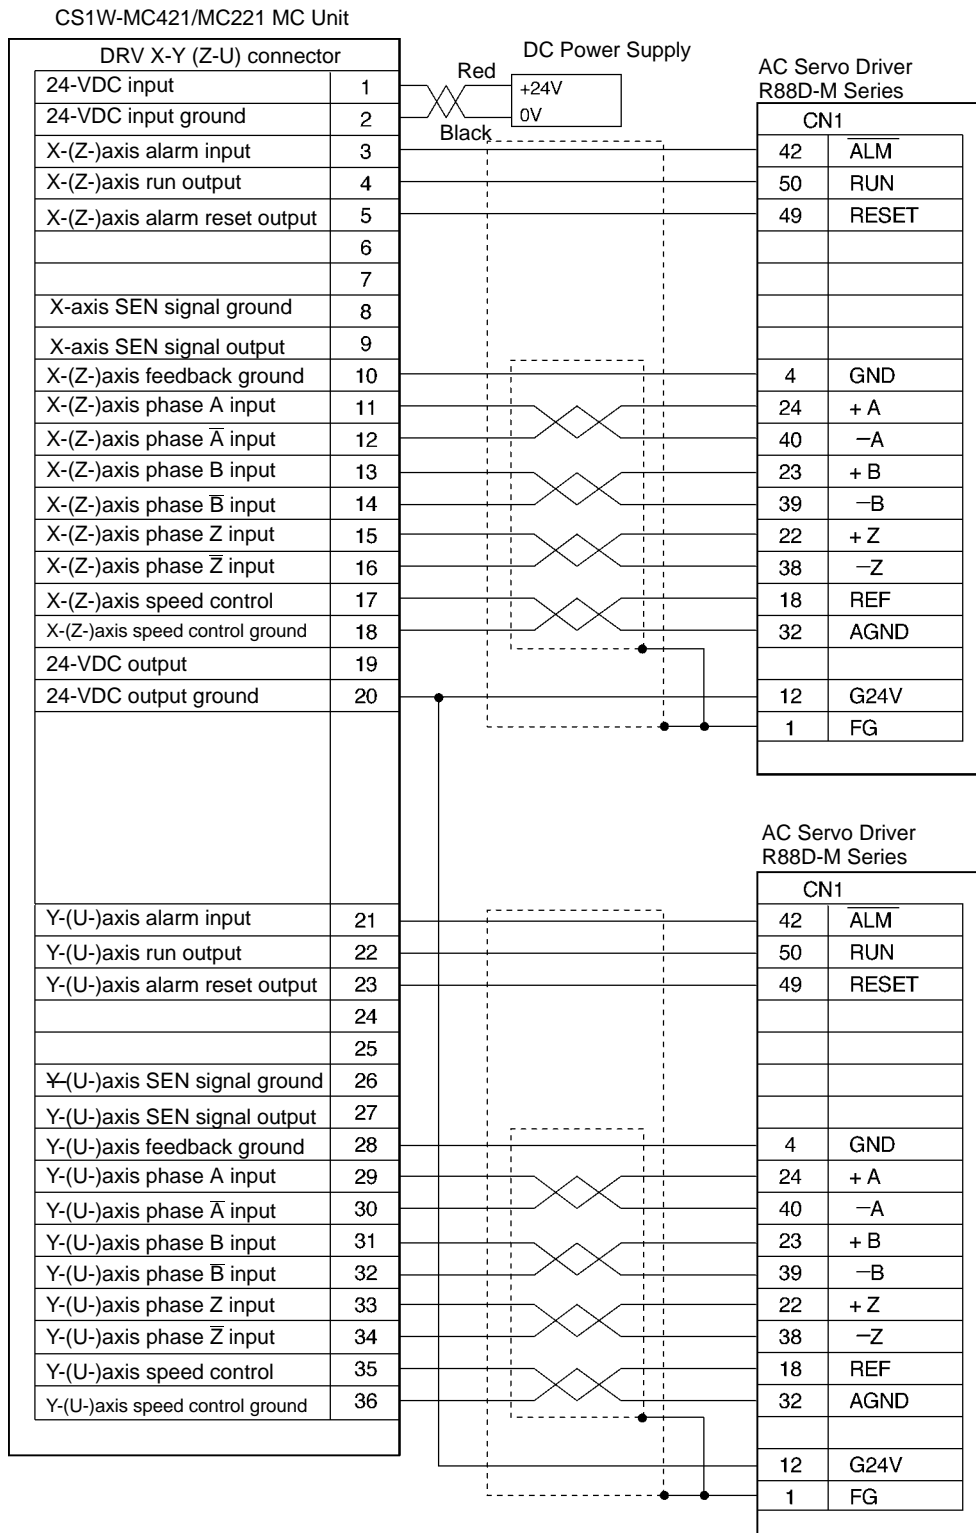 CS1W-MC421/MC221 MC Unit
DRV X-Y (Z-U) connector
24-VDC input 1
24-VDC input ground 2
X-(Z-)axis alarm input 3
X-(Z-)axis run output 4
X-(Z-)axis alarm reset output 5
6
7
X-axis SEN signal ground 8
X-axis SEN signal output 9
X-(Z-)axis feedback ground 10
X-(Z-)axis phase A input 11
X-(Z-)axis phase A̅ input 12
X-(Z-)axis phase B input 13
X-(Z-)axis phase B̅ input 14
X-(Z-)axis phase Z input 15
X-(Z-)axis phase Z̅ input 16
X-(Z-)axis speed control 17
X-(Z-)axis speed control ground 18
24-VDC output 19
24-VDC output ground 20
Y-(U-)axis alarm input 21
Y-(U-)axis run output 22
Y-(U-)axis alarm reset output 23
24
25
Y-(U-)axis SEN signal ground 26
Y-(U-)axis SEN signal output 27
Y-(U-)axis feedback ground 28
Y-(U-)axis phase A input 29
Y-(U-)axis phase A̅ input 30
Y-(U-)axis phase B input 31
Y-(U-)axis phase B̅ input 32
Y-(U-)axis phase Z input 33
Y-(U-)axis phase Z̅ input 34
Y-(U-)axis speed control 35
Y-(U-)axis speed control ground 36
DC Power Supply
Red
+24V
0V
Black
AC Servo Driver
R88D-M Series
CN1
42 A̅L̅M̅
50 RUN
49 RESET
4 GND
24 +A
40 −A
23 +B
39 −B
22 +Z
38 −Z
18 REF
32 AGND
12 G24V
1 FG
AC Servo Driver
R88D-M Series
CN1
42 A̅L̅M̅
50 RUN
49 RESET
4 GND
24 +A
40 −A
23 +B
39 −B
22 +Z
38 −Z
18 REF
32 AGND
12 G24V
1 FG